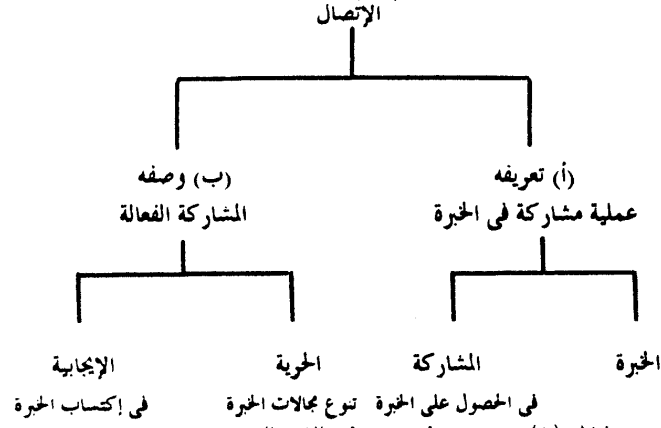 الإتصال
(أ) تعريفه
عملية مشاركة فى الخبرة
(ب) وصفه
المشاركة الفعالة
الخبرة
المشاركة
فى الحصول على الخبرة
الحرية
تنوع مجالات الخبرة
الإيجابية
فى إكتساب الخبرة